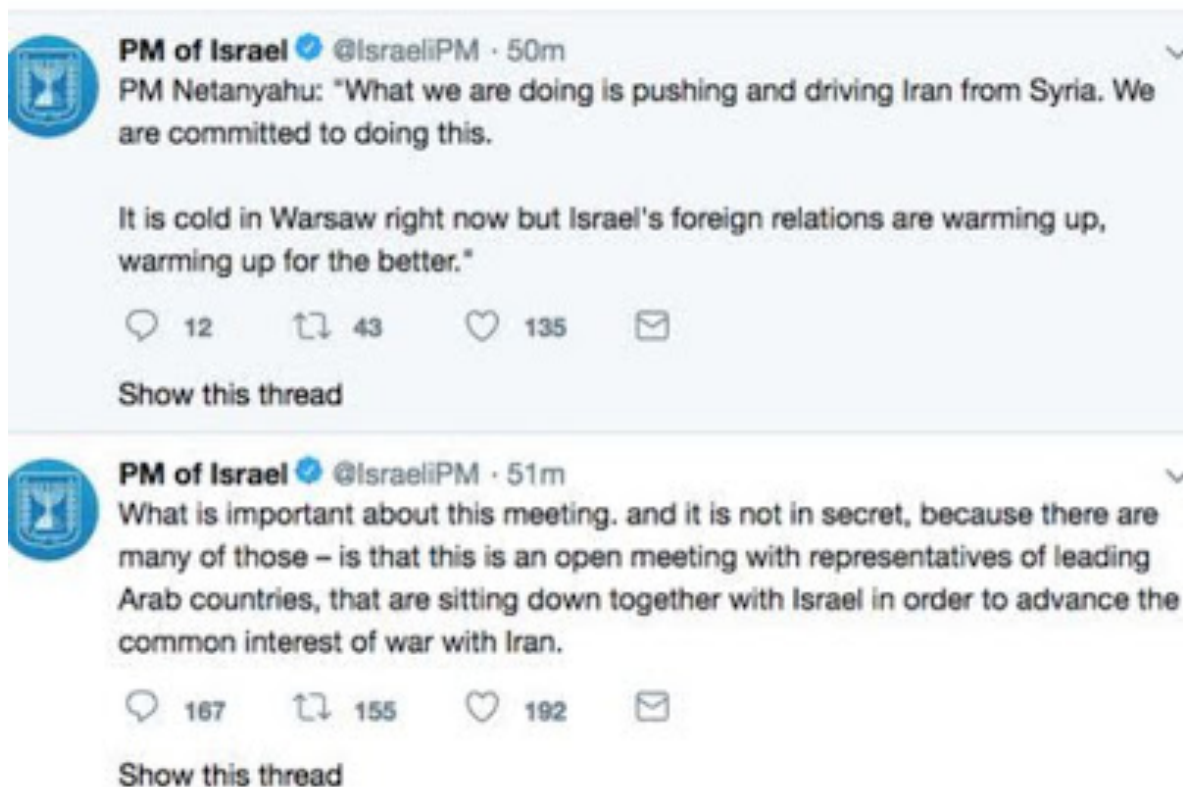 PM of Israel @IsraeliPM · 50m
PM Netanyahu: "What we are doing is pushing and driving Iran from Syria. We
are committed to doing this.
It is cold in Warsaw right now but Israel's foreign relations are warming up,
warming up for the better."
12 43 135
Show this thread
PM of Israel @IsraeliPM · 51m
What is important about this meeting. and it is not in secret, because there are
many of those – is that this is an open meeting with representatives of leading
Arab countries, that are sitting down together with Israel in order to advance the
common interest of war with Iran.
167 155 192
Show this thread